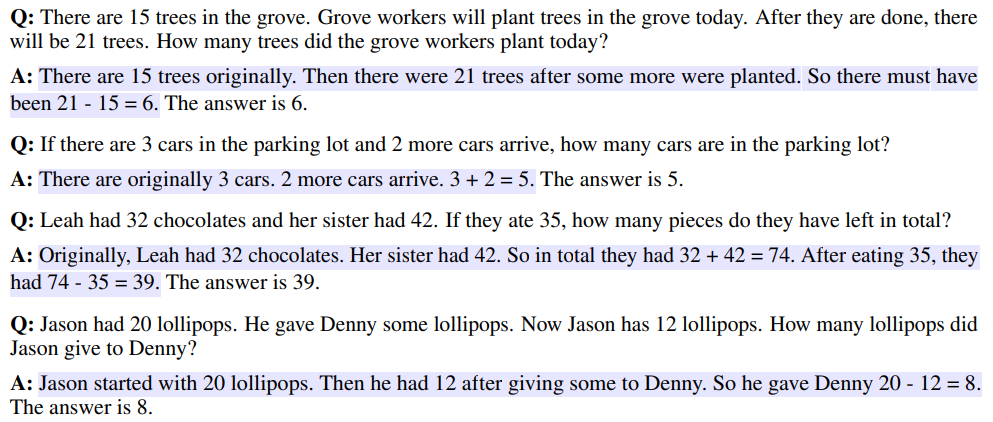 Q: There are 15 trees in the grove. Grove workers will plant trees in the grove today. After they are done, there
will be 21 trees. How many trees did the grove workers plant today?
A: There are 15 trees originally. Then there were 21 trees after some more were planted. So there must have
been 21 - 15 = 6. The answer is 6.
Q: If there are 3 cars in the parking lot and 2 more cars arrive, how many cars are in the parking lot?
A: There are originally 3 cars. 2 more cars arrive. 3 + 2 = 5. The answer is 5.
Q: Leah had 32 chocolates and her sister had 42. If they ate 35, how many pieces do they have left in total?
A: Originally, Leah had 32 chocolates. Her sister had 42. So in total they had 32 + 42 = 74. After eating 35, they
had 74 - 35 = 39. The answer is 39.
Q: Jason had 20 lollipops. He gave Denny some lollipops. Now Jason has 12 lollipops. How many lollipops did
Jason give to Denny?
A: Jason started with 20 lollipops. Then he had 12 after giving some to Denny. So he gave Denny 20 - 12 = 8.
The answer is 8.